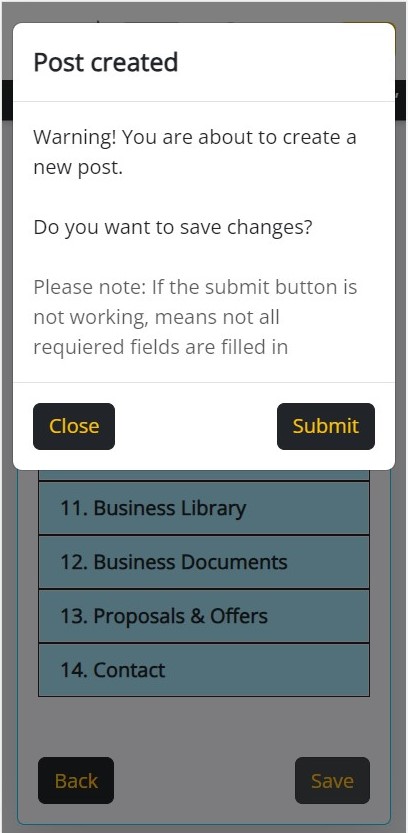 Post created
Warning! You are about to create a
new post.
Do you want to save changes?
Please note: If the submit button is
not working, means not all
requiered fields are filled in
Close
Submit
11. Business Library
12. Business Documents
13. Proposals & Offers
14. Contact
Back
Save